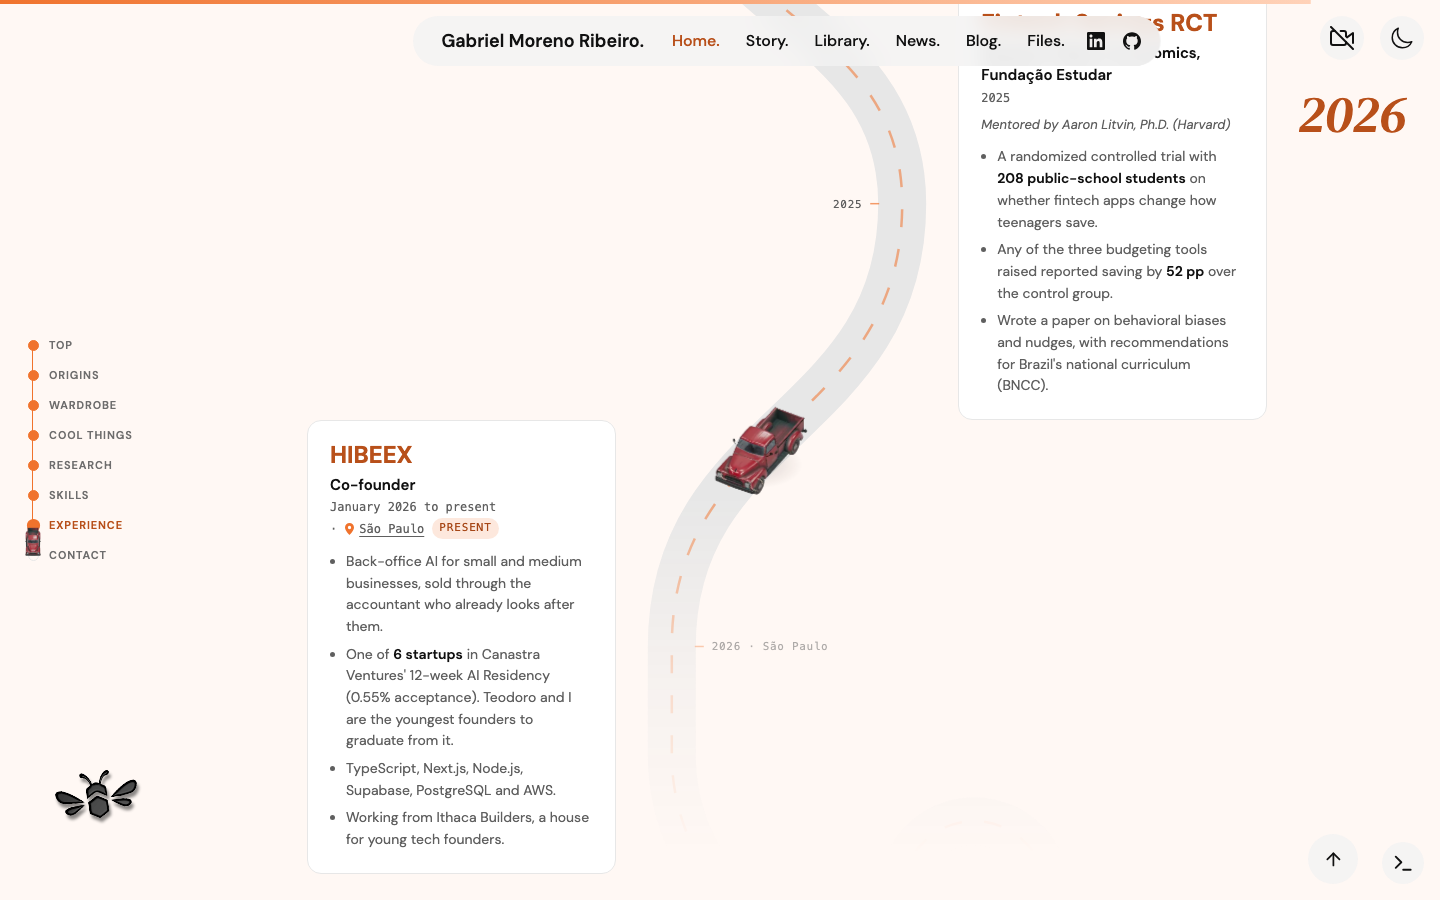 Gabriel Moreno Ribeiro.
Home.
Story.
Library.
News.
Blog.
Files.
RCT
Fundação Estudar
2025
Mentored by Aaron Litvin, Ph.D. (Harvard)
A randomized controlled trial with
208 public-school students on
whether fintech apps change how
teenagers save.
Any of the three budgeting tools
raised reported saving by 52 pp over
the control group.
Wrote a paper on behavioral biases
and nudges, with recommendations
for Brazil's national curriculum
(BNCC).
2026
2025
TOP
ORIGINS
WARDROBE
COOL THINGS
RESEARCH
SKILLS
EXPERIENCE
CONTACT
HIBEEX
Co-founder
January 2026 to present
· São Paulo PRESENT
Back-office AI for small and medium
businesses, sold through the
accountant who already looks after
them.
One of 6 startups in Canastra
Ventures' 12-week AI Residency
(0.55% acceptance). Teodoro and I
are the youngest founders to
graduate from it.
TypeScript, Next.js, Node.js,
Supabase, PostgreSQL and AWS.
Working from Ithaca Builders, a house
for young tech founders.
2026 · São Paulo